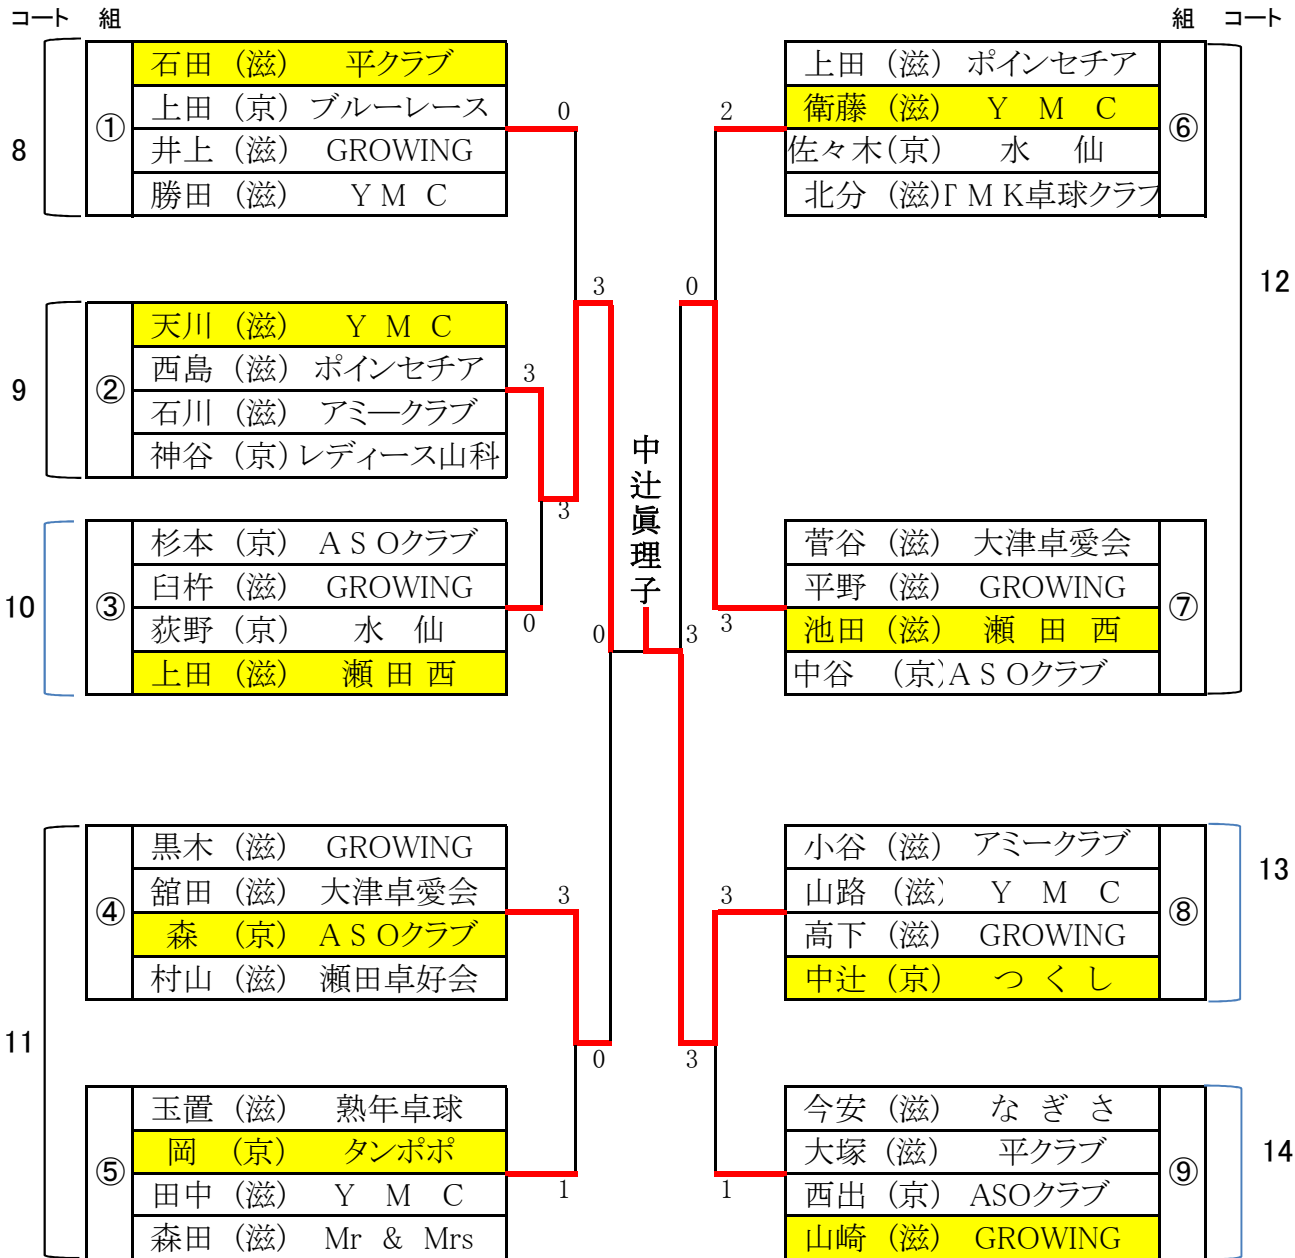 コート 組
8
①
石田 (滋) 平クラブ
上田 (京) ブルーレース
井上 (滋) GROWING
勝田 (滋) Y M C
0
9
②
天川 (滋) Y M C
西島 (滋) ポインセチア
石川 (滋) アミークラブ
神谷 (京) レディース山科
3
3
3
10
③
杉本 (京) A S Oクラブ
臼杵 (滋) GROWING
荻野 (京) 水 仙
上田 (滋) 瀬 田 西
0
0
11
④
黒木 (滋) GROWING
舘田 (滋) 大津卓愛会
森 (京) A S Oクラブ
村山 (滋) 瀬田卓好会
3
0
⑤
玉置 (滋) 熟年卓球
岡 (京) タンポポ
田中 (滋) Y M C
森田 (滋) Mr & Mrs
1
中辻眞理子
組 コート
12
⑥
上田 (滋) ポインセチア
衛藤 (滋) Y M C
佐々木(京) 水 仙
北分 (滋)TMK卓球クラブ
2
0
⑦
菅谷 (滋) 大津卓愛会
平野 (滋) GROWING
池田 (滋) 瀬 田 西
中谷 (京)A S Oクラブ
3
3
13
⑧
小谷 (滋) アミークラブ
山路 (滋) Y M C
高下 (滋) GROWING
中辻 (京) つ く し
3
3
14
⑨
今安 (滋) な ぎ さ
大塚 (滋) 平クラブ
西出 (京) ASOクラブ
山崎 (滋) GROWING
1